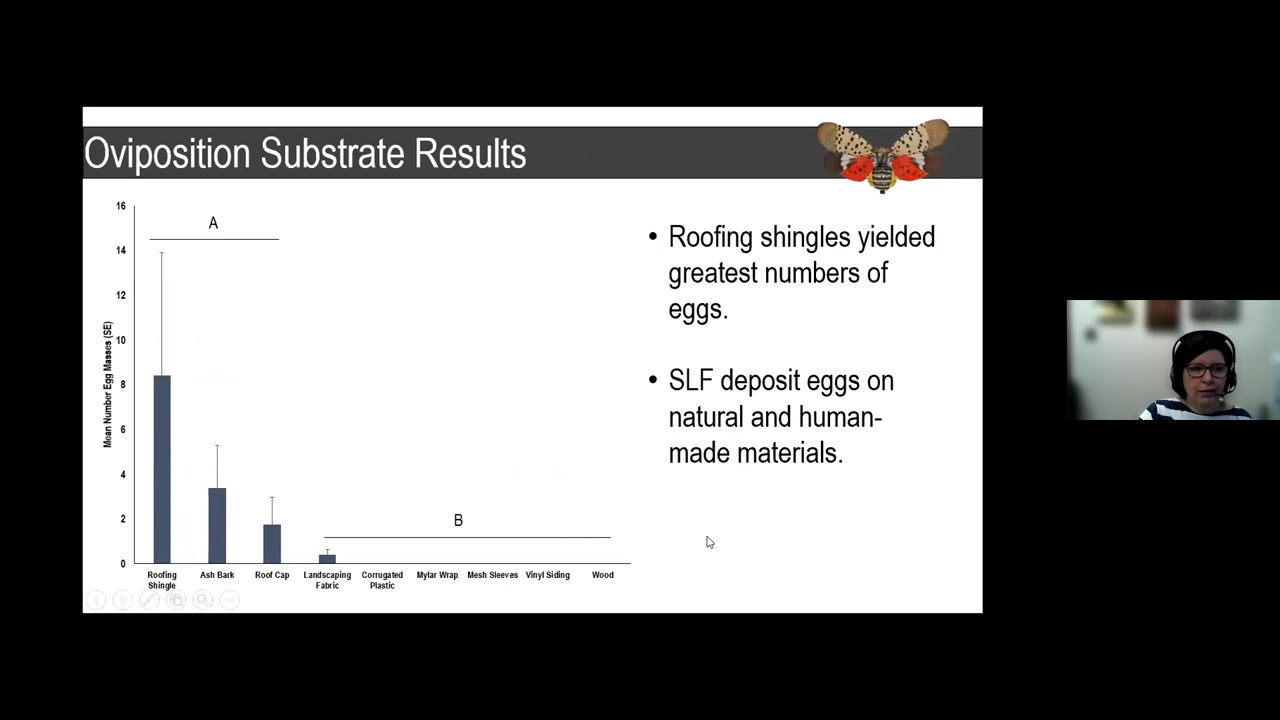 Oviposition Substrate Results
16
14
12
10
8
6
4
2
0
Mean Number Egg Masses (SE)
A
B
Roofing
Shingle
Ash Bark
Roof Cap
Landscaping
Fabric
Corrugated
Plastic
Mylar Wrap
Mesh Sleeves
Vinyl Siding
Wood
• Roofing shingles yielded
greatest numbers of
eggs.
• SLF deposit eggs on
natural and human-
made materials.